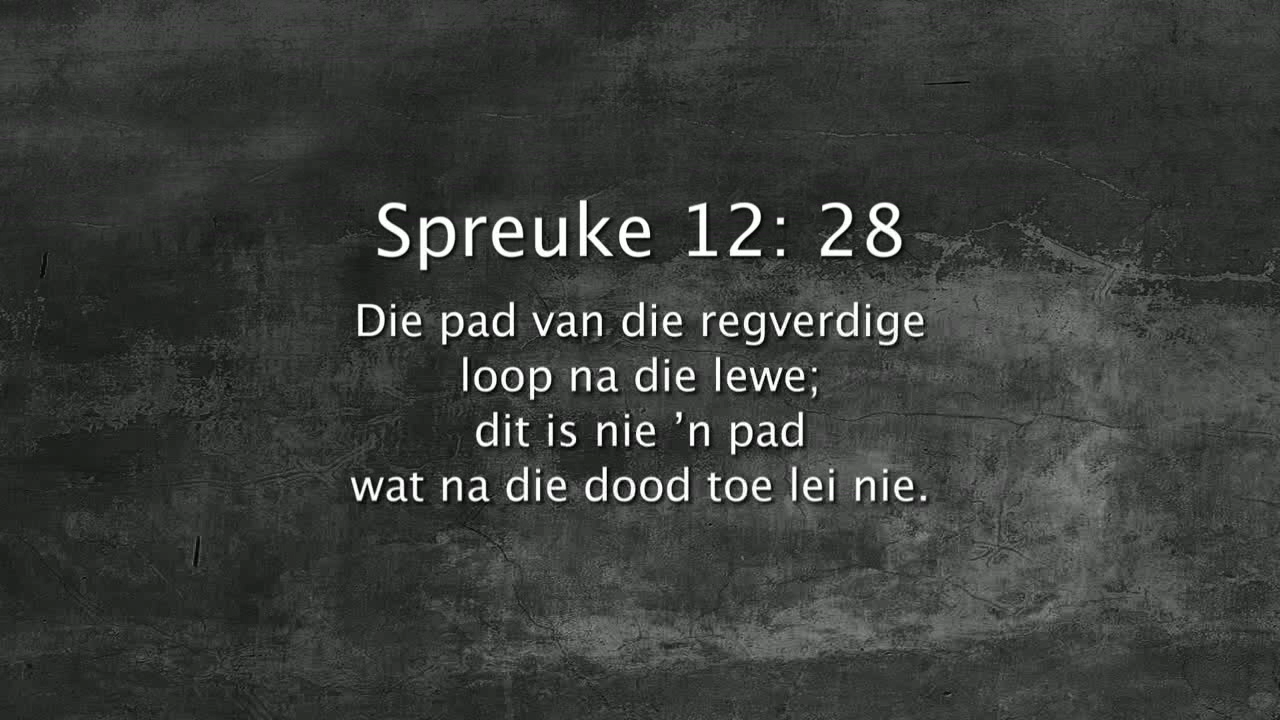 Spreuke 12: 28
Die pad van die regverdige
loop na die lewe;
dit is nie ’n pad
wat na die dood toe lei nie.